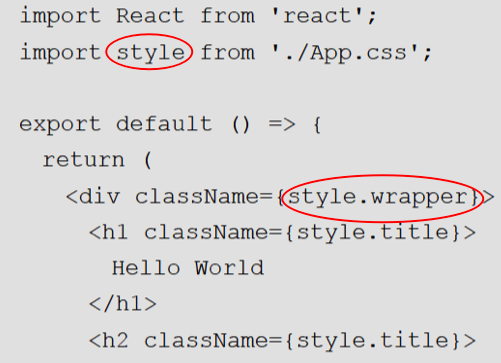 import React from 'react';
import style from './App.css';
export default () => {
return (
<div className={style.wrapper}>
<h1 className={style.title}>
Hello World
</h1>
<h2 className={style.title}>